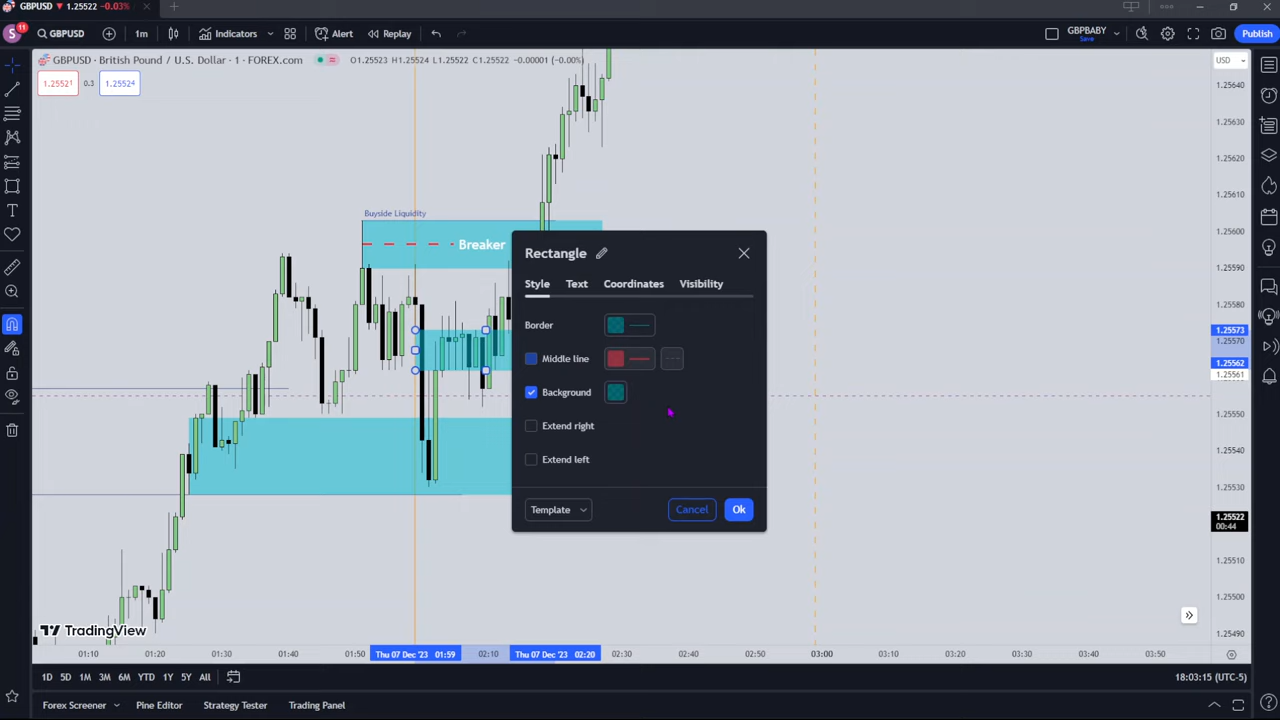 GBPUSD 1.25522 -0.03%
11 GBPUSD 1m Indicators Alert Replay GBPBABY Save Publish
GBPUSD · British Pound / U.S. Dollar · 1 · FOREX.com O1.25523 H1.25524 L1.25522 C1.25522 -0.00001 (-0.00%)
USD
1.25521 0.3 1.25524
1.25640
1.25630
1.25620
1.25610
Buyside Liquidity
1.25600
Breaker
Rectangle
1.25590
Style Text Coordinates Visibility
1.25580
Border
1.25573
1.25570
Middle line
1.25562
1.25561
Background
1.25550
Extend right
1.25540
Extend left
1.25530
Template Cancel Ok
1.25522
00:44
1.25510
1.25500
TradingView
1.25490
01:10 01:20 01:30 01:40 01:50 Thu 07 Dec '23 01:59 02:10 Thu 07 Dec '23 02:20 02:30 02:40 02:50 03:00 03:10 03:20 03:30 03:40 03:50
1D 5D 1M 3M 6M YTD 1Y 5Y All 18:03:15 (UTC-5)
Forex Screener Pine Editor Strategy Tester Trading Panel